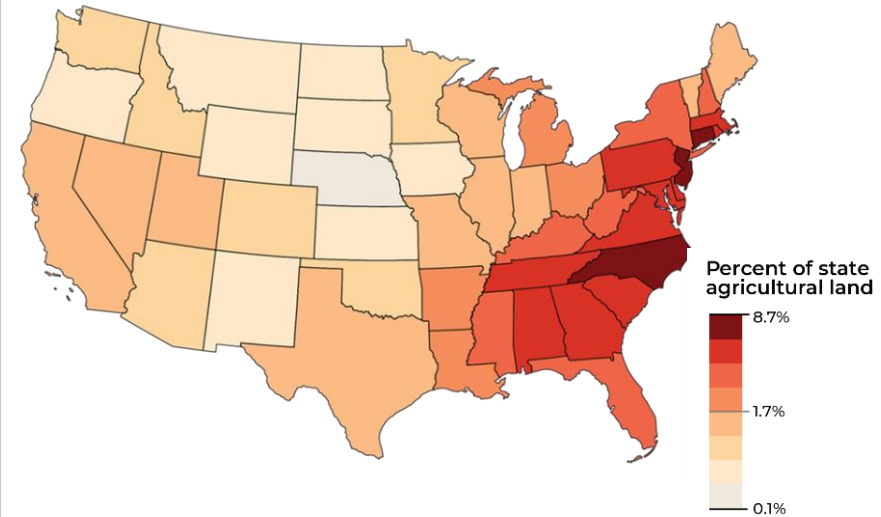 Percent of state
agricultural land
8.7%
1.7%
0.1%